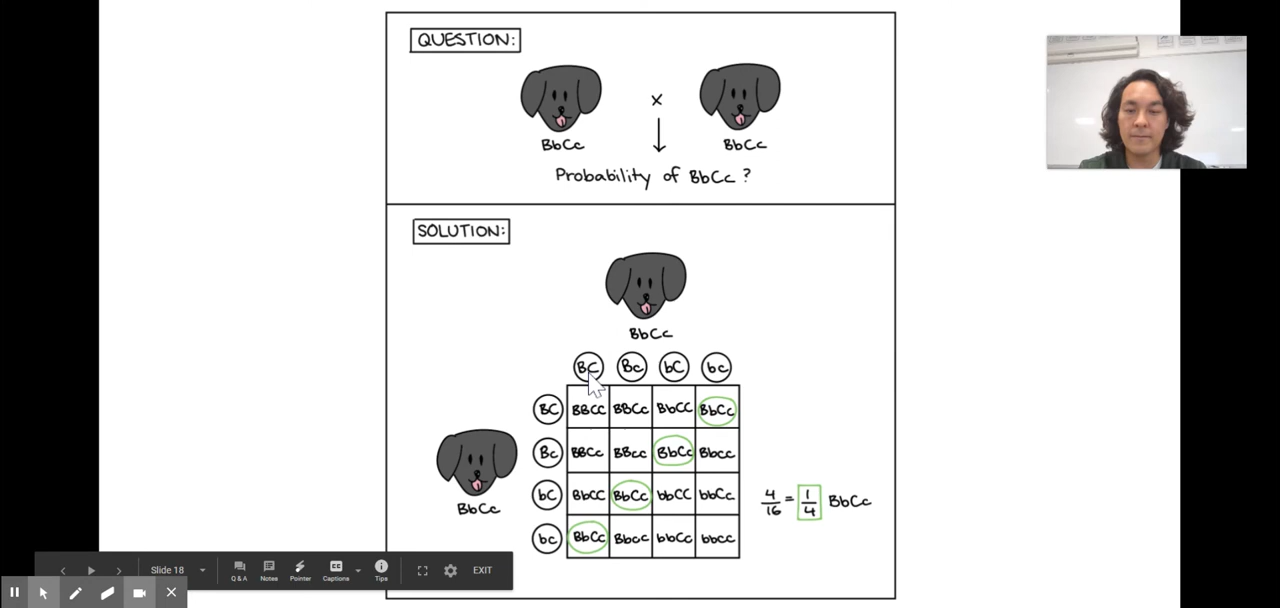 QUESTION:
x
BbCc BbCc
Probability of BbCc ?
SOLUTION:
BbCc
BC Bc bC bc
BC BBCC BBCc BbCC BbCc
Bc BBCc BBcc BbCc Bbcc
bC BbCC BbCc bbCC bbCc
BbCc
4/16 = 1/4 BbCc
bc BbCc Bbcc bbCc bbcc
Slide 18
Q & A Notes Pointer Captions Tips EXIT